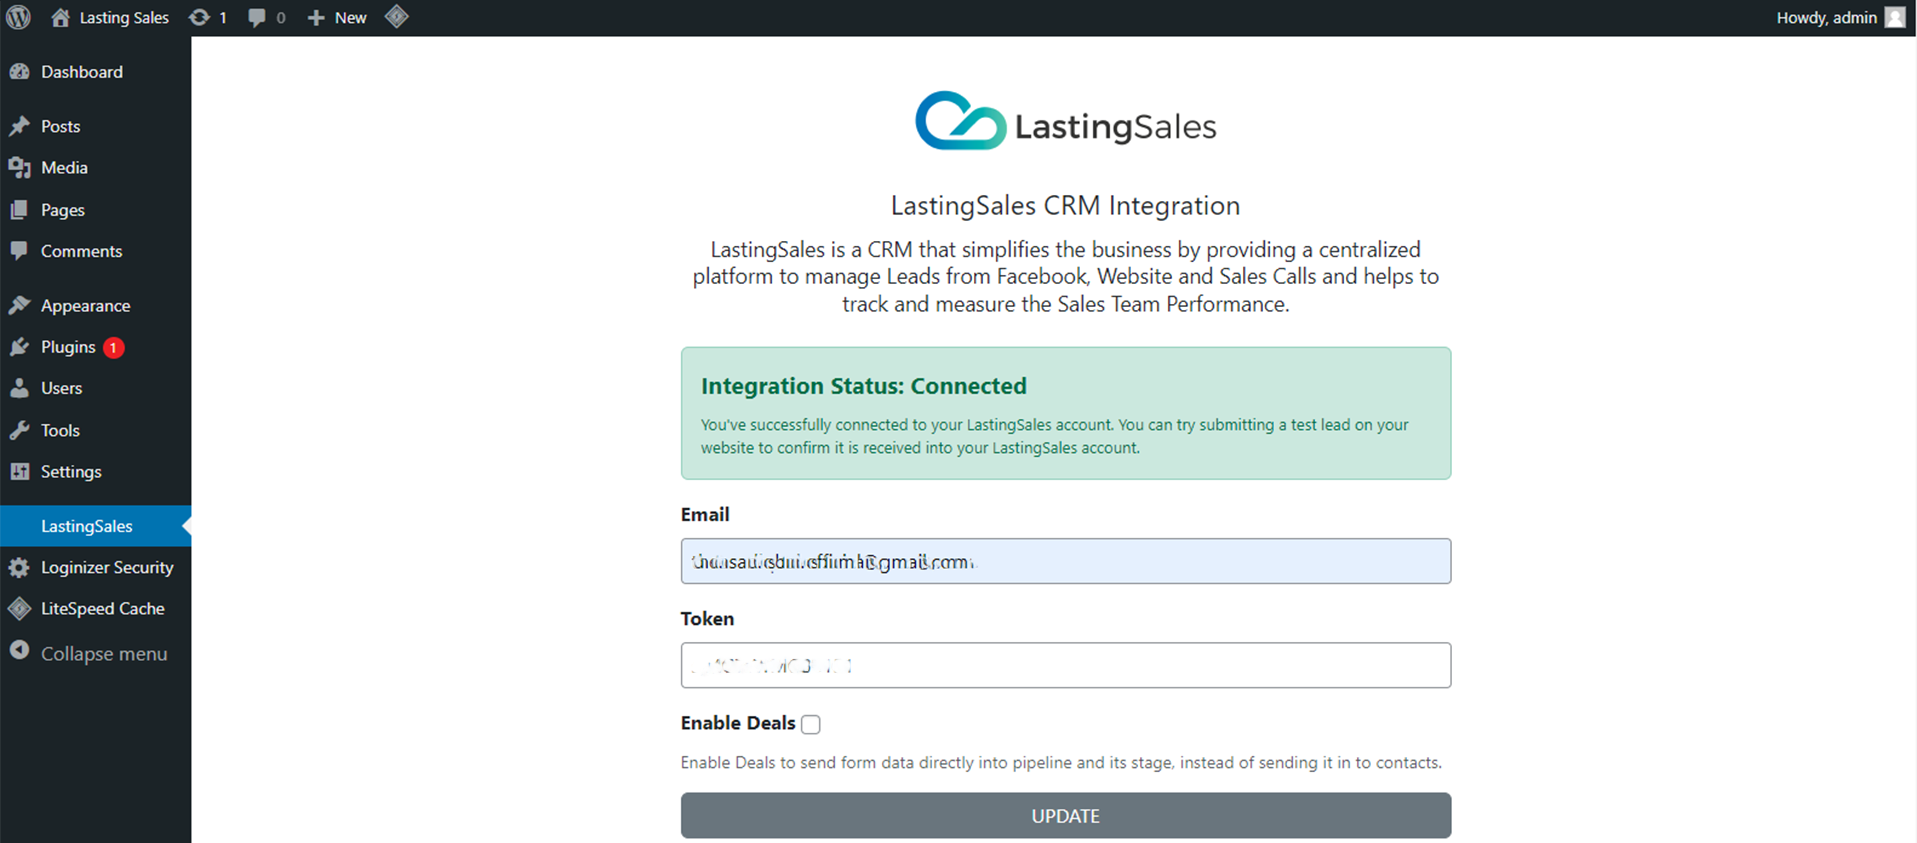 Lasting Sales 1 0 New Howdy, admin
Dashboard
Posts
Media
Pages
Comments
Appearance
Plugins 1
Users
Tools
Settings
LastingSales
Loginizer Security
LiteSpeed Cache
Collapse menu
LastingSales
LastingSales CRM Integration
LastingSales is a CRM that simplifies the business by providing a centralized
platform to manage Leads from Facebook, Website and Sales Calls and helps to
track and measure the Sales Team Performance.
Integration Status: Connected
You've successfully connected to your LastingSales account. You can try submitting a test lead on your
website to confirm it is received into your LastingSales account.
Email
Token
Enable Deals
Enable Deals to send form data directly into pipeline and its stage, instead of sending it in to contacts.
UPDATE